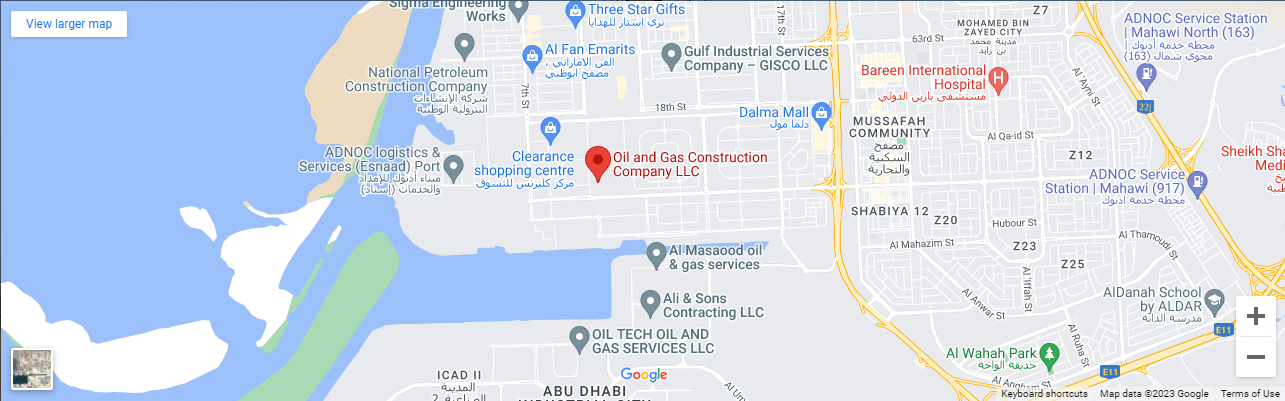 View larger map
Sigma Engineering
Works
Three Star Gifts
ثري استار للهدايا
17th St
Z7
MOHAMED BIN
ZAYED CITY
مدينة محمد
بن زايد
ADNOC Service Station
| Mahawi North (163)
محطة خدمة أدنوك
محوي شمال (163)
63rd St
Al Fan Emarits
الفن الاماراتي ،
مصفح ابوظبي
Gulf Industrial Services
Company – GISCO LLC
National Petroleum
Construction Company
شركة الإنشاءات
البترولية الوطنية
7th St
18th St
Bareen International
Hospital
مستشفى بارين الدولي
Al Ayni St
22
Dalma Mall
دلما مول
MUSSAFAH
COMMUNITY
مصفح
السكنية
والتجارية
Al Qa-id St
Z12
ADNOC logistics &
Services (Esnaad) Port
ميناء أدنوك للإمداد
والخدمات (إسناد)
Clearance
shopping centre
مركز كليرنس للتسوق
Oil and Gas Construction
Company LLC
Sheikh Sha
Medi
ADNOC Service
Station | Mahawi (917)
محطة خدمة أدنوك
SHABIYA 12
Z20
Hubour St
Al Mahazim St
Z23
Al Thamoudi St
Z25
Al Masaood oil
& gas services
Al 'Iffah St
Al Anwar St
AlDanah School
by ALDAR
مدرسة الدانة
Ali & Sons
Contracting LLC
OIL TECH OIL AND
GAS SERVICES LLC
Al Ruha St
E11
Al Wahah Park
حديقة الواحة
E11
Google
ICAD II
المدينة
ABU DHABI
INDUSTRIAL CITY
Al Angham St
Keyboard shortcuts
Map data ©2023 Google
Terms of Use